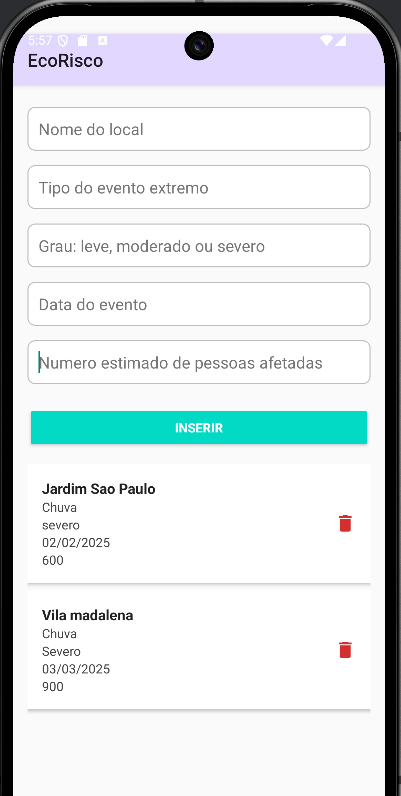 5:57
EcoRisco
Nome do local
Tipo do evento extremo
Grau: leve, moderado ou severo
Data do evento
Numero estimado de pessoas afetadas
INSERIR
Jardim Sao Paulo
Chuva
severo
02/02/2025
600
Vila madalena
Chuva
Severo
03/03/2025
900